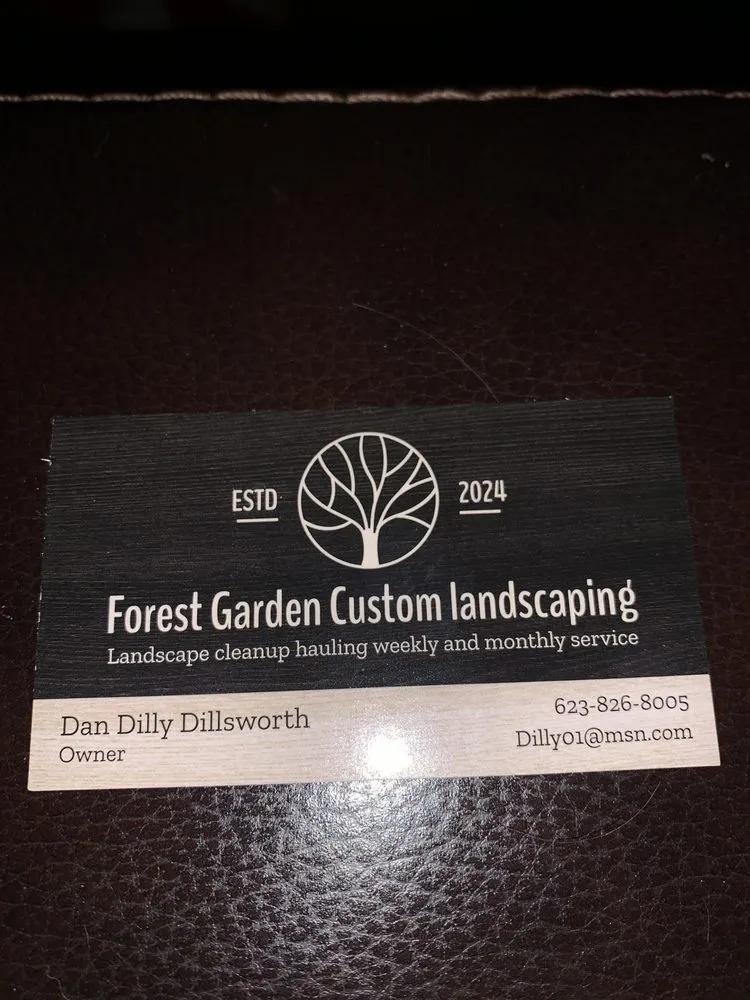 ESTD 2024
Forest Garden Custom landscaping
Landscape cleanup hauling weekly and monthly service
Dan Dilly Dillsworth
Owner
623-826-8005
Dilly01@msn.com